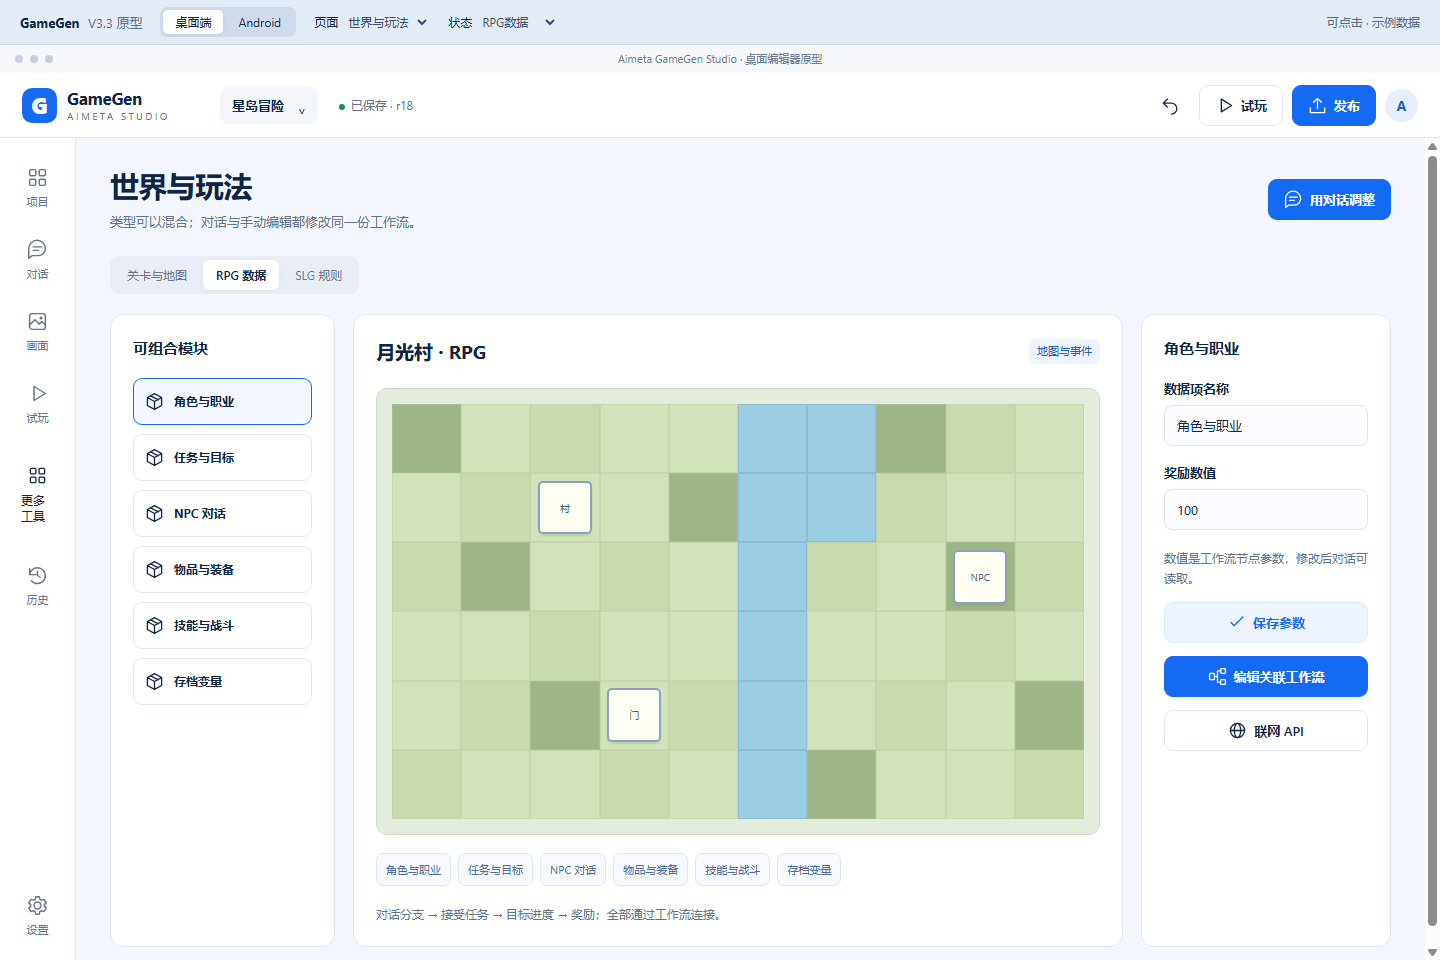 GameGen V3.3 原型 桌面端 Android 页面 世界与玩法 状态 RPG数据 可点击 · 示例数据
Aimeta GameGen Studio · 桌面编辑器原型
G GameGen
AIMETA STUDIO
星岛冒险 已保存 · r18 试玩 发布 A
项目
对话
画面
试玩
更多
工具
历史
设置
世界与玩法
类型可以混合；对话与手动编辑都修改同一份工作流。
用对话调整
关卡与地图 RPG 数据 SLG 规则
可组合模块
角色与职业
任务与目标
NPC 对话
物品与装备
技能与战斗
存档变量
月光村 · RPG
地图与事件
村
NPC
门
角色与职业 任务与目标 NPC 对话 物品与装备 技能与战斗 存档变量
对话分支 → 接受任务 → 目标进度 → 奖励；全部通过工作流连接。
角色与职业
数据项名称
角色与职业
奖励数值
100
数值是工作流节点参数，修改后对话可
读取。
保存参数
编辑关联工作流
联网 API